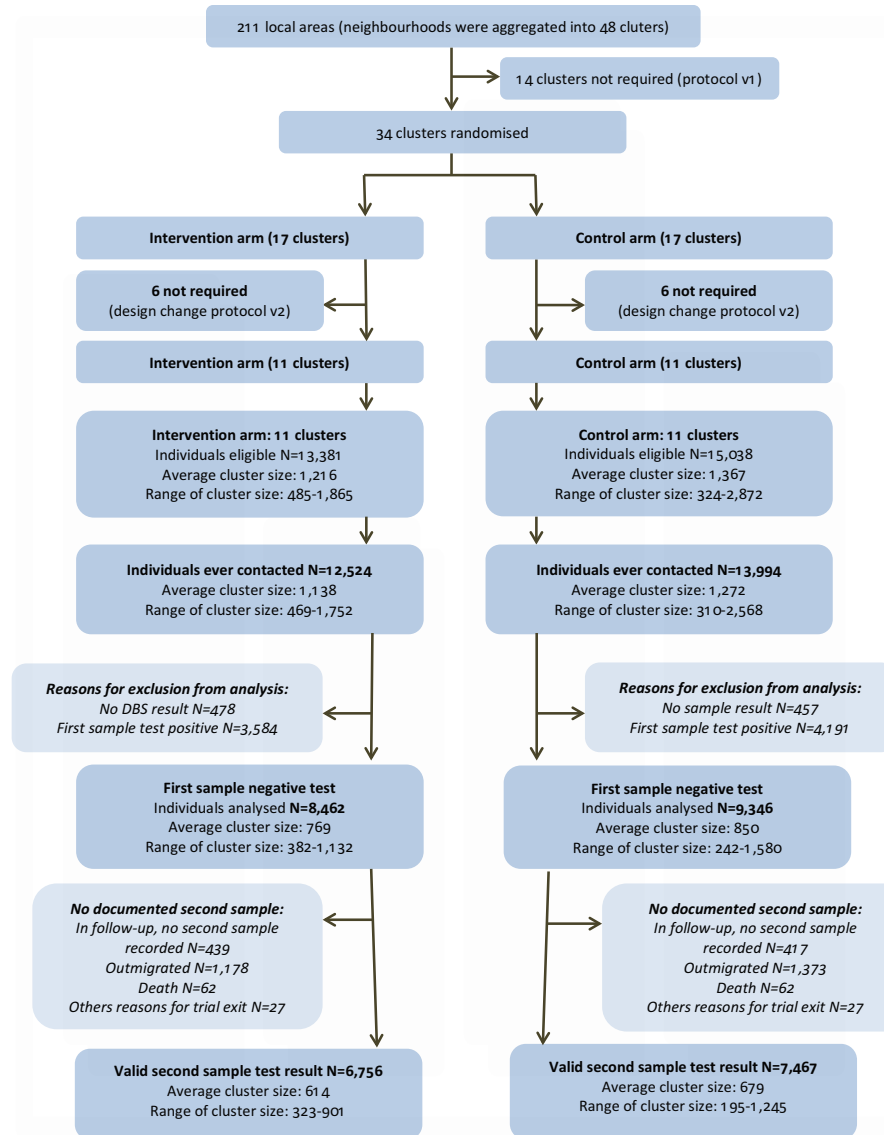 211 local areas (neighbourhoods were aggregated into 48 cluters)
14 clusters not required (protocol v1)
34 clusters randomised
Intervention arm (17 clusters)
Control arm (17 clusters)
6 not required
(design change protocol v2)
6 not required
(design change protocol v2)
Intervention arm (11 clusters)
Control arm (11 clusters)
Intervention arm: 11 clusters
Individuals eligible N=13,381
Average cluster size: 1,216
Range of cluster size: 485-1,865
Control arm: 11 clusters
Individuals eligible N=15,038
Average cluster size: 1,367
Range of cluster size: 324-2,872
Individuals ever contacted N=12,524
Average cluster size: 1,138
Range of cluster size: 469-1,752
Individuals ever contacted N=13,994
Average cluster size: 1,272
Range of cluster size: 310-2,568
Reasons for exclusion from analysis:
No DBS result N=478
First sample test positive N=3,584
Reasons for exclusion from analysis:
No sample result N=457
First sample test positive N=4,191
First sample negative test
Individuals analysed N=8,462
Average cluster size: 769
Range of cluster size: 382-1,132
First sample negative test
Individuals analysed N=9,346
Average cluster size: 850
Range of cluster size: 242-1,580
No documented second sample:
In follow-up, no second sample
recorded N=439
Outmigrated N=1,178
Death N=62
Others reasons for trial exit N=27
No documented second sample:
In follow-up, no second sample
recorded N=417
Outmigrated N=1,373
Death N=62
Others reasons for trial exit N=27
Valid second sample test result N=6,756
Average cluster size: 614
Range of cluster size: 323-901
Valid second sample test result N=7,467
Average cluster size: 679
Range of cluster size: 195-1,245